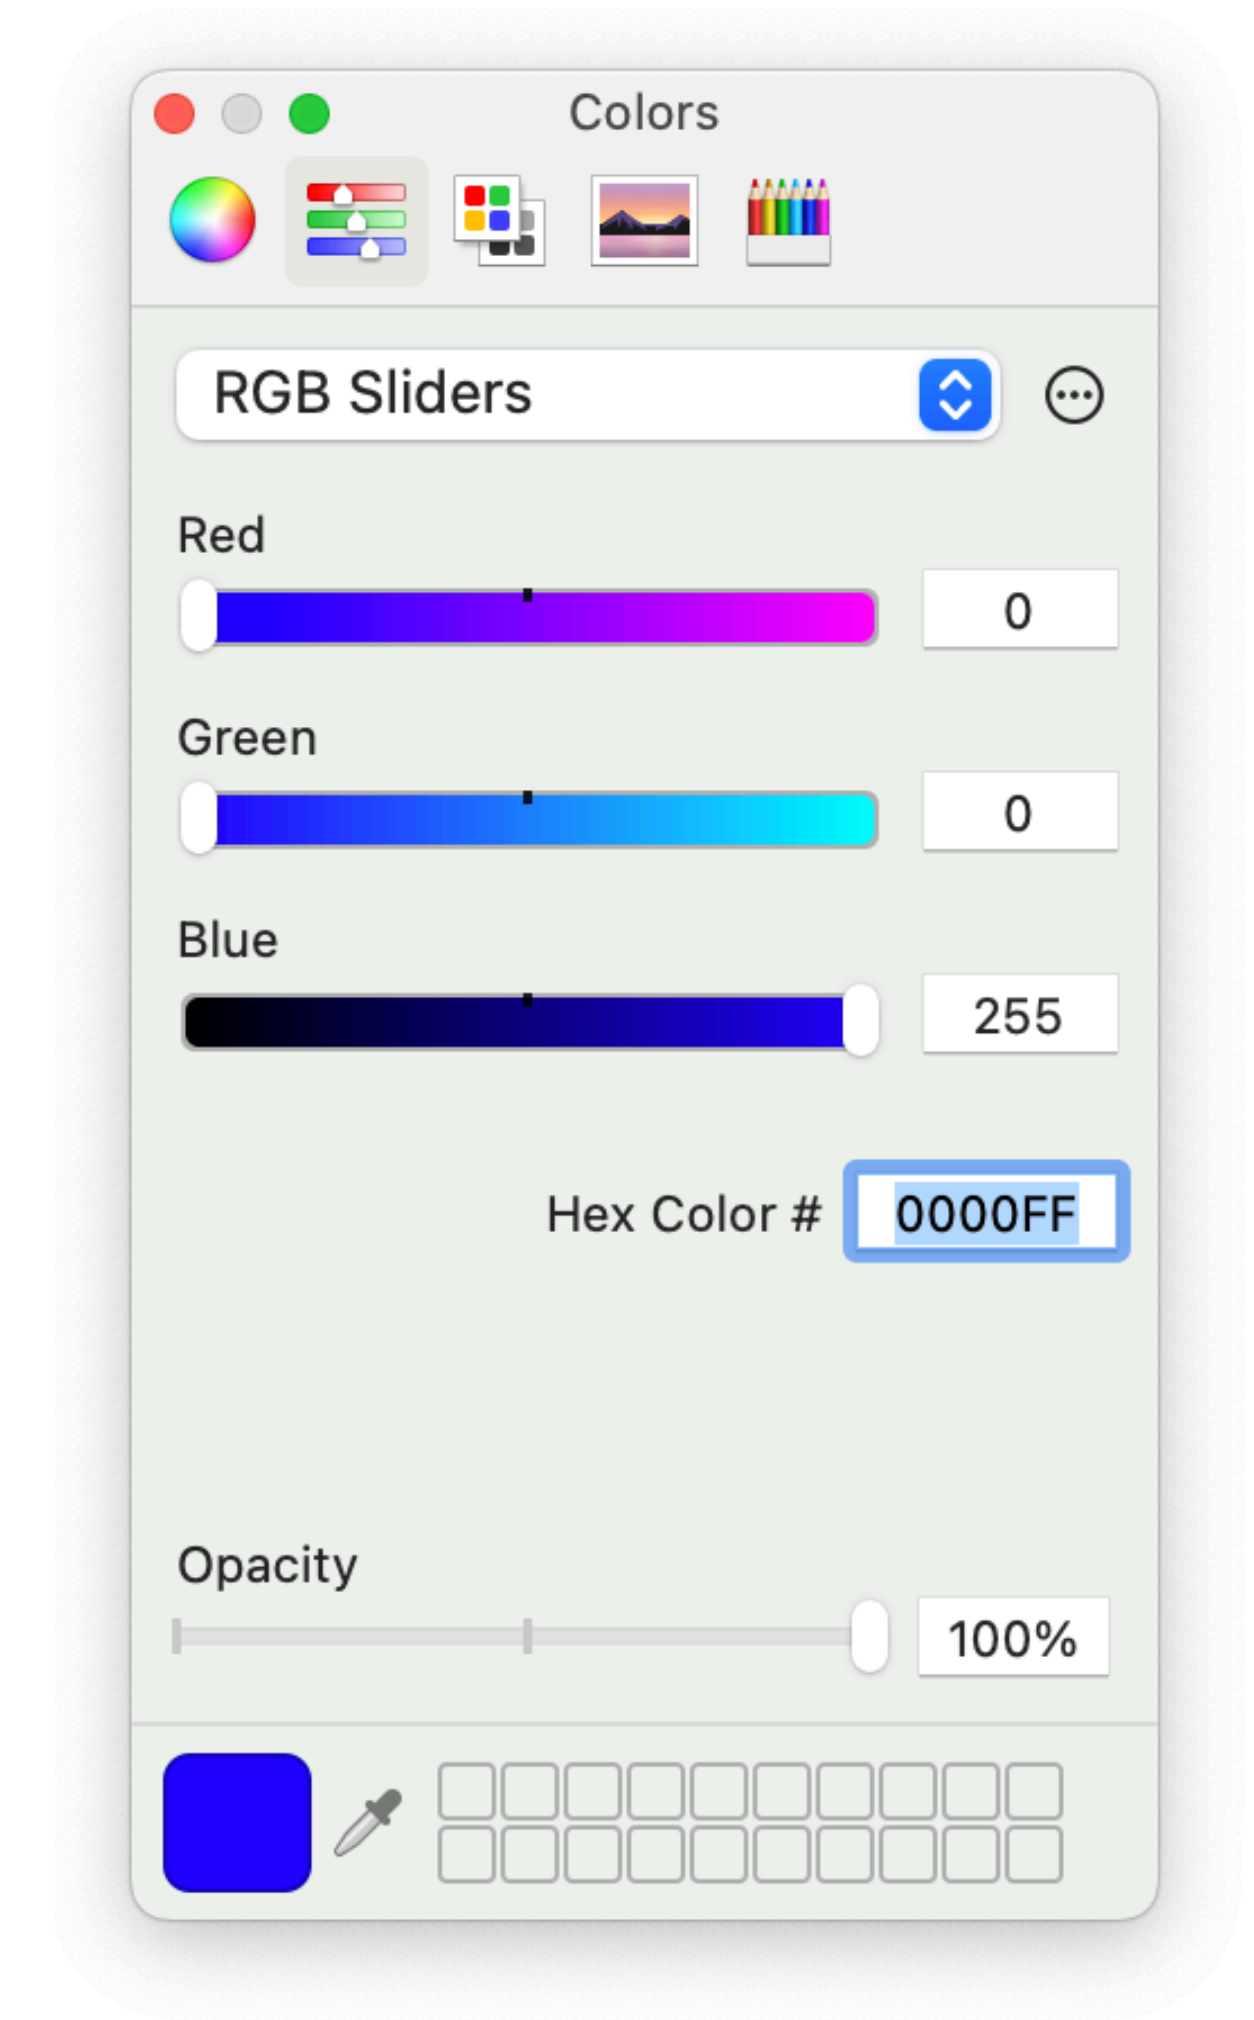 Colors
RGB Sliders
Red
0
Green
0
Blue
255
Hex Color # 0000FF
Opacity
100%